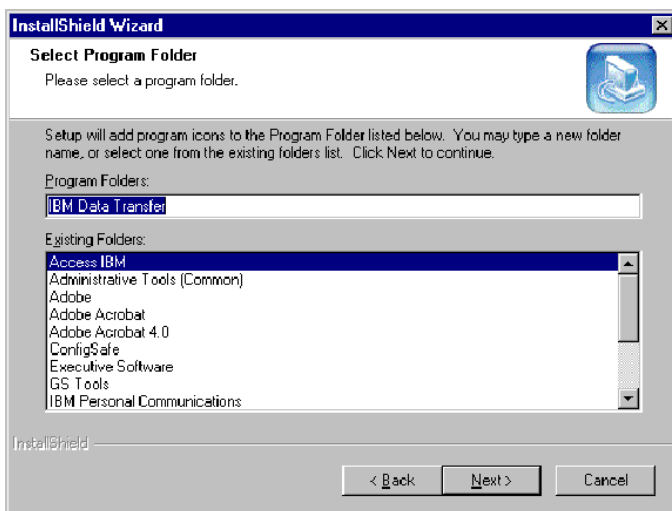 InstallShield Wizard
Select Program Folder
Please select a program folder.
Setup will add program icons to the Program Folder listed below. You may type a new folder
name, or select one from the existing folders list. Click Next to continue.
Program Folders:
IBM Data Transfer
Existing Folders:
Access IBM
Administrative Tools (Common)
Adobe
Adobe Acrobat
Adobe Acrobat 4.0
ConfigSafe
Executive Software
GS Tools
IBM Personal Communications
InstallShield
< Back
Next >
Cancel